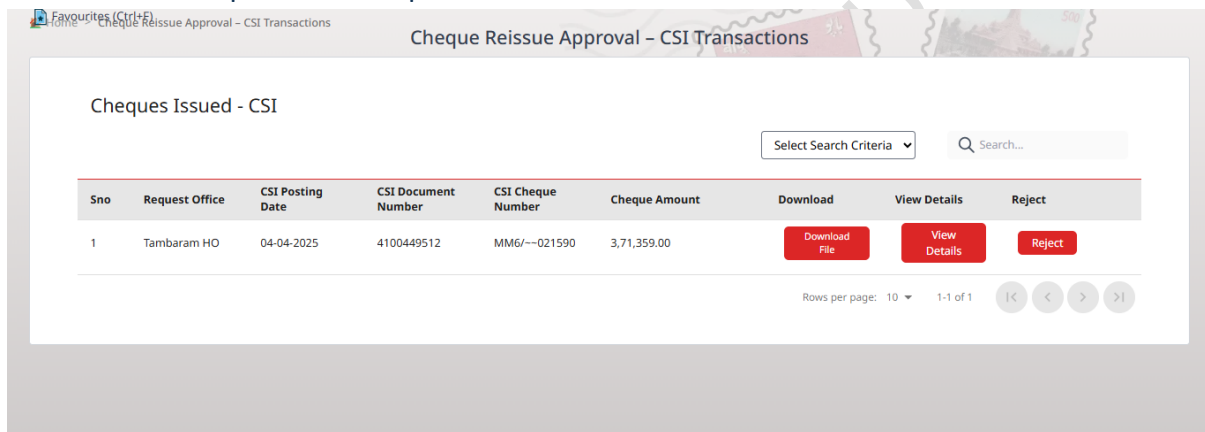 Favourites (Ctrl+F)
Home > Cheque Reissue Approval – CSI Transactions
Cheque Reissue Approval – CSI Transactions
Cheques Issued - CSI
Select Search Criteria
Search...
Sno Request Office CSI Posting Date CSI Document Number CSI Cheque Number Cheque Amount Download View Details Reject
1 Tambaram HO 04-04-2025 4100449512 MM6/~~021590 3,71,359.00 Download File View Details Reject
Rows per page: 10 1-1 of 1
500